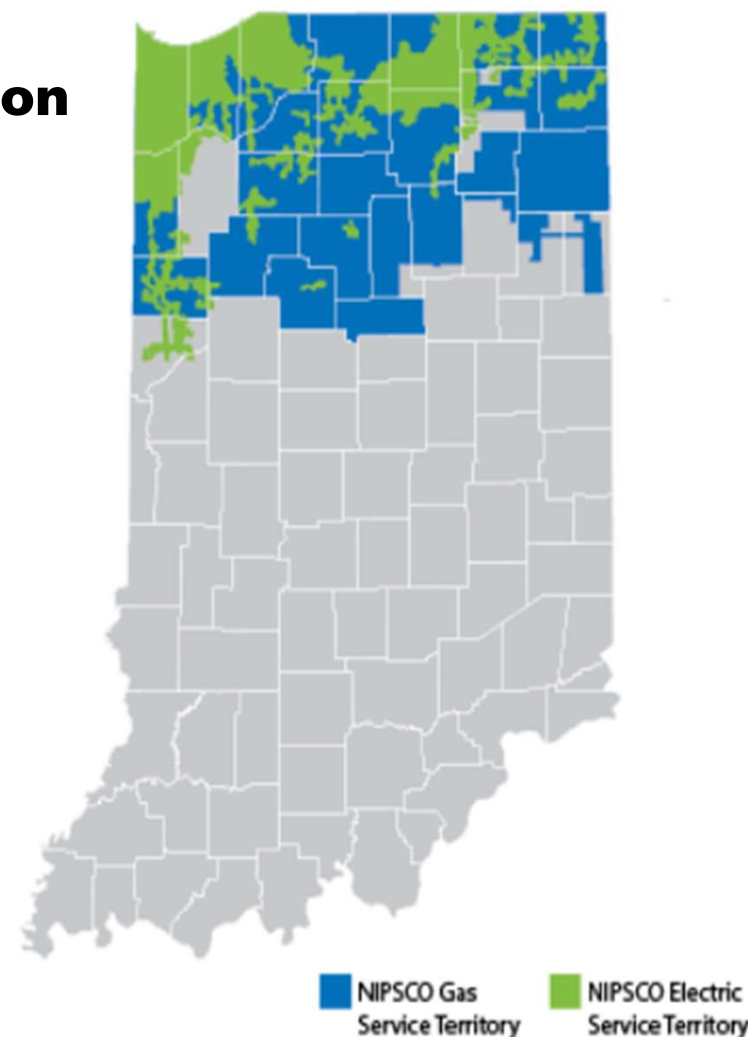 on
NIPSCO Gas
Service Territory
NIPSCO Electric
Service Territory